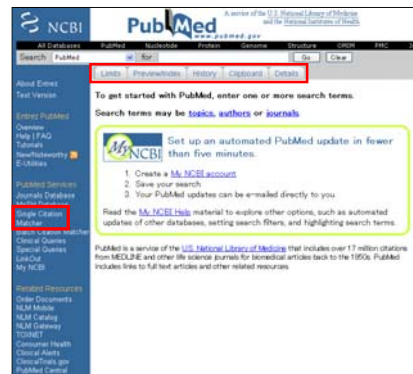 NCBI
PubMed
www.pubmed.gov
A service of the U.S. National Library of Medicine
and the National Institutes of Health
All Databases PubMed Nucleotide Protein Genome Structure OMIM PMC
Search PubMed for Go Clear
Limits Preview/Index History Clipboard Details
About Entrez
Text Version
Entrez PubMed
Overview
Help | FAQ
Tutorials
New/Noteworthy
E-Utilities
PubMed Services
Journals Database
MeSH Database
Single Citation
Matcher
Batch Citation Matcher
Clinical Queries
Special Queries
LinkOut
My NCBI
Related Resources
Order Documents
NLM Mobile
NLM Catalog
NLM Gateway
TOXNET
Consumer Health
Clinical Alerts
ClinicalTrials.gov
PubMed Central
To get started with PubMed, enter one or more search terms.
Search terms may be topics, authors or journals.
My NCBI
Set up an automated PubMed update in fewer
than five minutes.
1. Create a My NCBI account
2. Save your search
3. Your PubMed updates can be e-mailed directly to you
Read the My NCBI Help material to explore other options, such as automated
updates of other databases, setting search filters, and highlighting search terms.
PubMed is a service of the U.S. National Library of Medicine that includes over 17 million citations
from MEDLINE and other life science journals for biomedical articles back to the 1950s. PubMed
includes links to full text articles and other related resources.